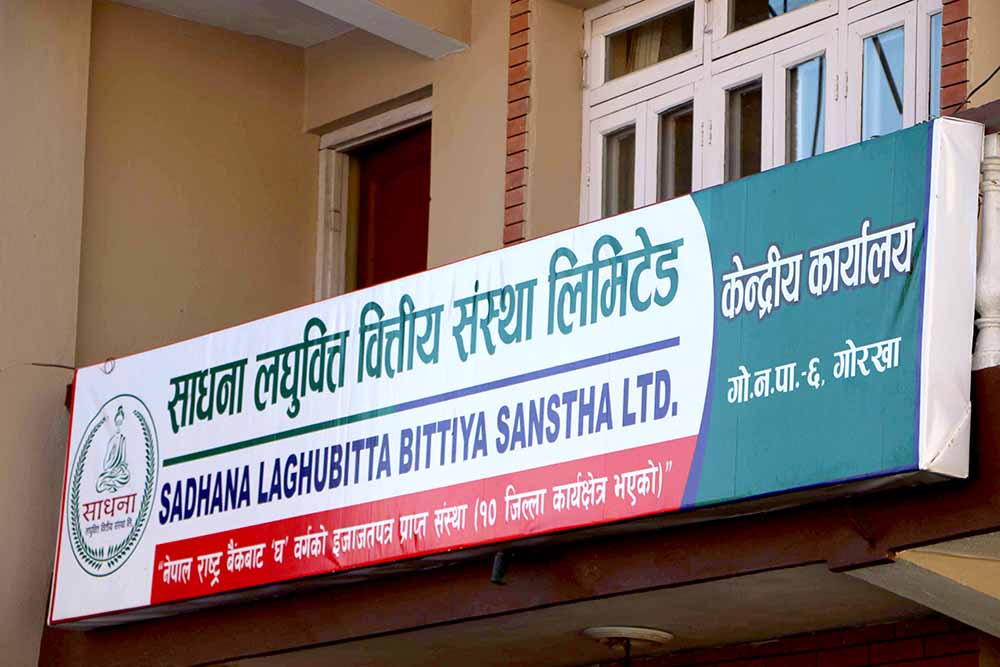 साधना लघुवित्त वित्तीय संस्था लिमिटेड
SADHANA LAGHUBITTA BITTIYA SANSTHA LTD.
"नेपाल राष्ट्र बैंकबाट 'घ' वर्गको इजाजतपत्र प्राप्त संस्था (१० जिल्ला कार्यक्षेत्र भएको)"
केन्द्रीय कार्यालय
गो.न.पा.-६, गोरखा
साधना
लघुवित्त वित्तीय संस्था लि.